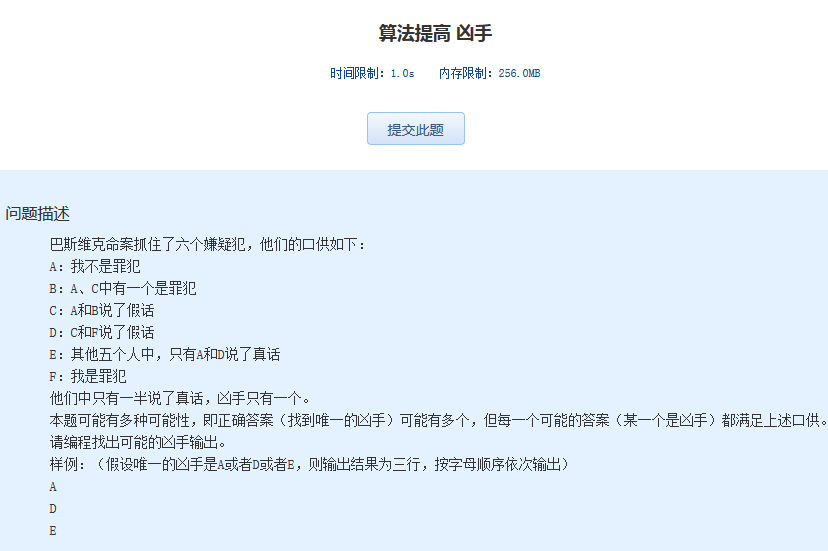 算法提高 凶手
时间限制：1.0s 内存限制：256.0MB
提交此题
问题描述
巴斯维克命案抓住了六个嫌疑犯，他们的口供如下：
A：我不是罪犯
B：A、C中有一个是罪犯
C：A和B说了假话
D：C和F说了假话
E：其他五个人中，只有A和D说了真话
F：我是罪犯
他们中只有一半说了真话，凶手只有一个。
本题可能有多种可能性，即正确答案（找到唯一的凶手）可能有多个，但每一个可能的答案（某一个是凶手）都满足上述口供。
请编程找出可能的凶手输出。
样例：（假设唯一的凶手是A或者D或者E，则输出结果为三行，按字母顺序依次输出）
A
D
E